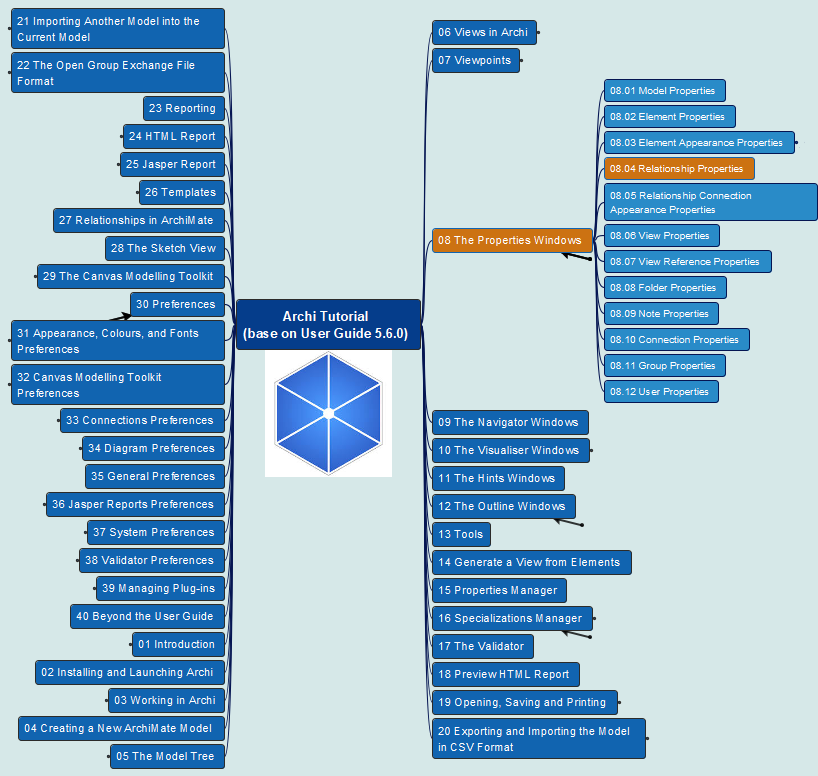 21 Importing Another Model into the
Current Model
22 The Open Group Exchange File
Format
23 Reporting
24 HTML Report
25 Jasper Report
26 Templates
27 Relationships in ArchiMate
28 The Sketch View
29 The Canvas Modelling Toolkit
30 Preferences
31 Appearance, Colours, and Fonts
Preferences
32 Canvas Modelling Toolkit
Preferences
33 Connections Preferences
34 Diagram Preferences
35 General Preferences
36 Jasper Reports Preferences
37 System Preferences
38 Validator Preferences
39 Managing Plug-ins
40 Beyond the User Guide
01 Introduction
02 Installing and Launching Archi
03 Working in Archi
04 Creating a New ArchiMate Model
05 The Model Tree
Archi Tutorial
(base on User Guide 5.6.0)
06 Views in Archi
07 Viewpoints
08 The Properties Windows
08.01 Model Properties
08.02 Element Properties
08.03 Element Appearance Properties
08.04 Relationship Properties
08.05 Relationship Connection
Appearance Properties
08.06 View Properties
08.07 View Reference Properties
08.08 Folder Properties
08.09 Note Properties
08.10 Connection Properties
08.11 Group Properties
08.12 User Properties
09 The Navigator Windows
10 The Visualiser Windows
11 The Hints Windows
12 The Outline Windows
13 Tools
14 Generate a View from Elements
15 Properties Manager
16 Specializations Manager
17 The Validator
18 Preview HTML Report
19 Opening, Saving and Printing
20 Exporting and Importing the Model
in CSV Format